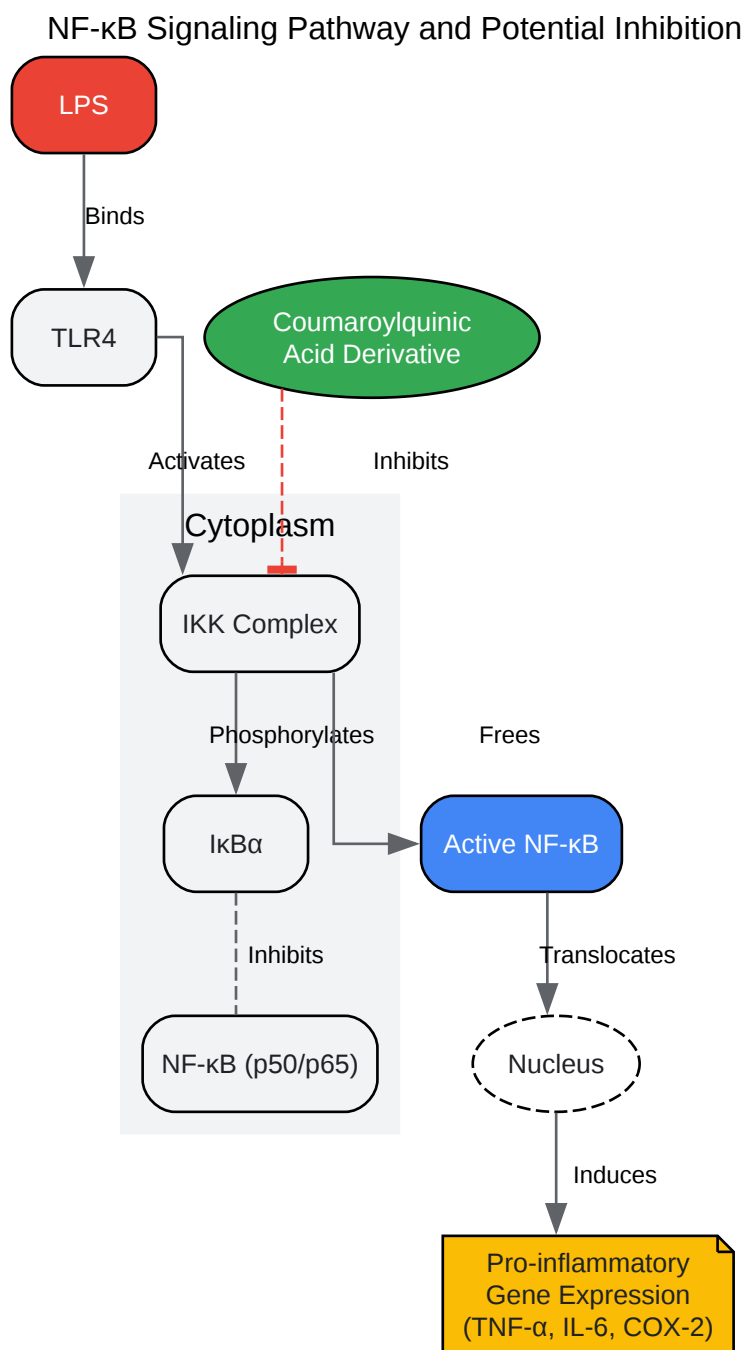 NF-κB Signaling Pathway and Potential Inhibition
LPS
Binds
TLR4
Coumaroylquinic
Acid Derivative
Activates
Inhibits
Cytoplasm
IKK Complex
Phosphorylates
Frees
IκBα
Active NF-κB
Inhibits
Translocates
NF-κB (p50/p65)
Nucleus
Induces
Pro-inflammatory
Gene Expression
(TNF-α, IL-6, COX-2)